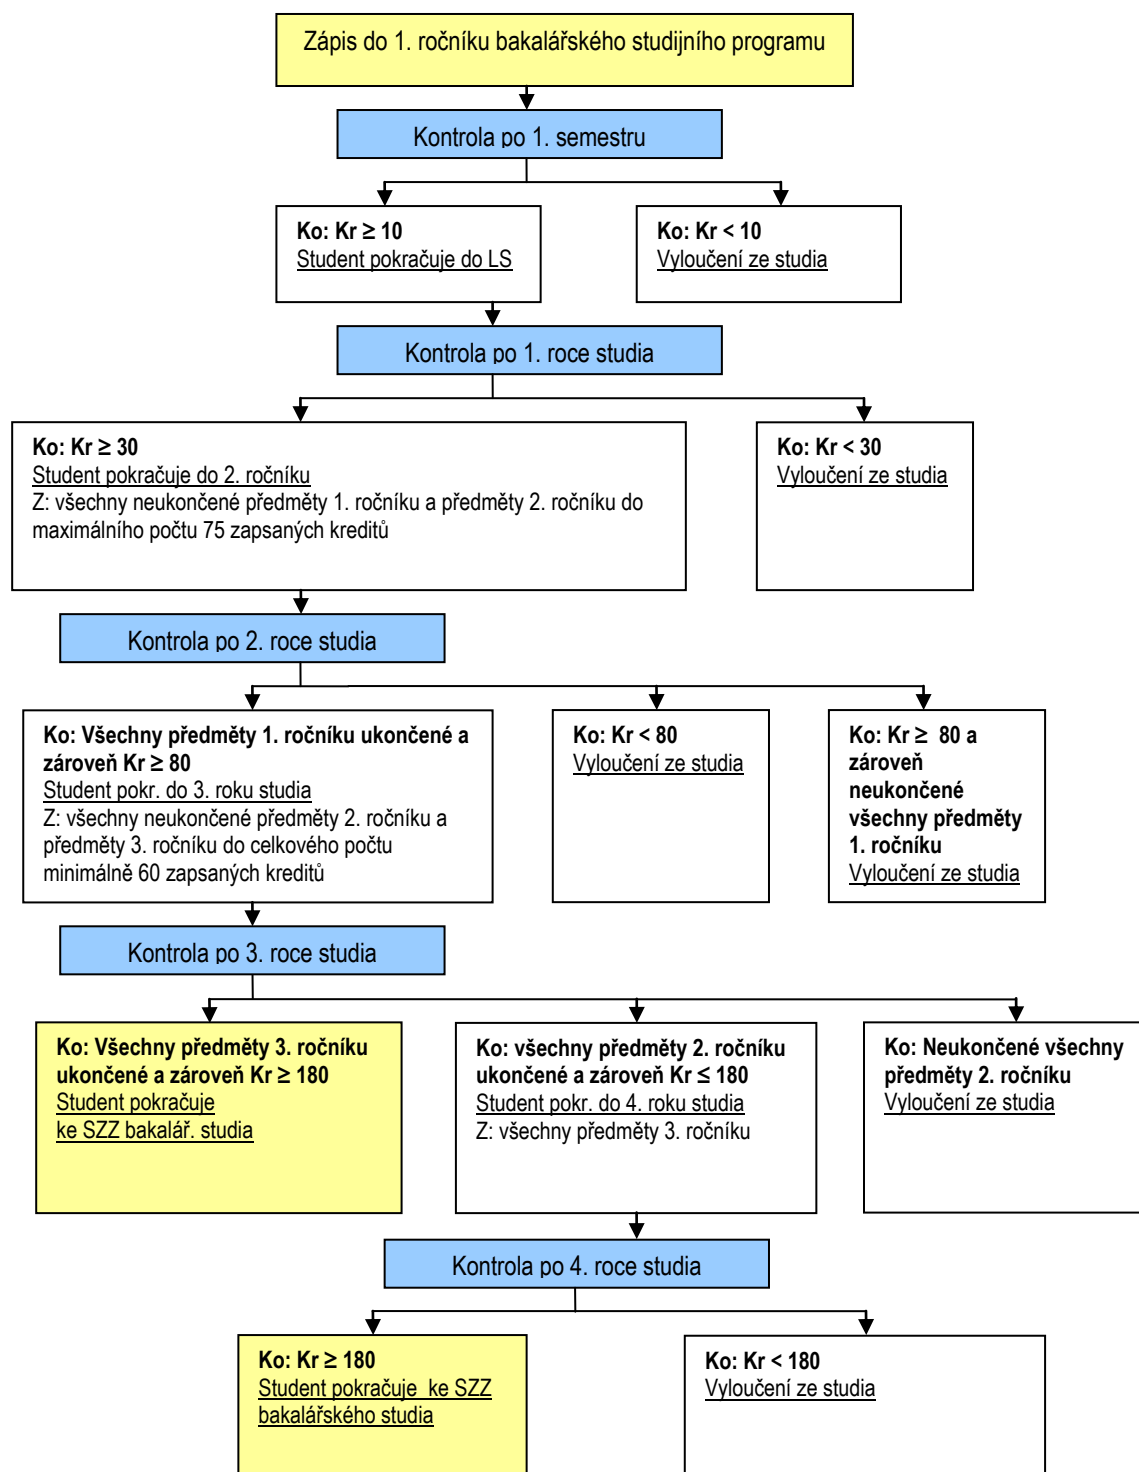 Zápis do 1. ročníku bakalářského studijního programu
Kontrola po 1. semestru
Ko: Kr ≥ 10
Student pokračuje do LS
Ko: Kr < 10
Vyloučení ze studia
Kontrola po 1. roce studia
Ko: Kr ≥ 30
Student pokračuje do 2. ročníku
Z: všechny neukončené předměty 1. ročníku a předměty 2. ročníku do
maximálního počtu 75 zapsaných kreditů
Ko: Kr < 30
Vyloučení ze studia
Kontrola po 2. roce studia
Ko: Všechny předměty 1. ročníku ukončené a
zároveň Kr ≥ 80
Student pokr. do 3. roku studia
Z: všechny neukončené předměty 2. ročníku a
předměty 3. ročníku do celkového počtu
minimálně 60 zapsaných kreditů
Ko: Kr < 80
Vyloučení ze studia
Ko: Kr ≥ 80 a
zároveň
neukončené
všechny předměty
1. ročníku
Vyloučení ze studia
Kontrola po 3. roce studia
Ko: Všechny předměty 3. ročníku
ukončené a zároveň Kr ≥ 180
Student pokračuje
ke SZZ bakalář. studia
Ko: všechny předměty 2. ročníku
ukončené a zároveň Kr ≤ 180
Student pokr. do 4. roku studia
Z: všechny předměty 3. ročníku
Ko: Neukončené všechny
předměty 2. ročníku
Vyloučení ze studia
Kontrola po 4. roce studia
Ko: Kr ≥ 180
Student pokračuje ke SZZ
bakalářského studia
Ko: Kr < 180
Vyloučení ze studia